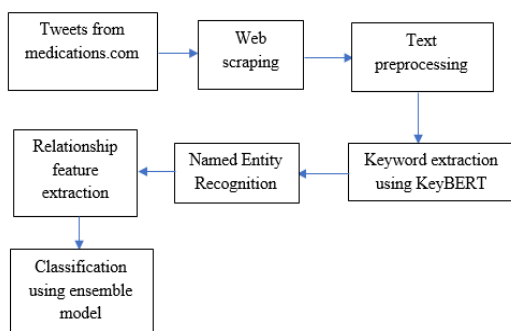 Tweets from
medications.com
Web
scraping
Text
preprocessing
Keyword extraction
using KeyBERT
Named Entity
Recognition
Relationship
feature
extraction
Classification
using ensemble
model